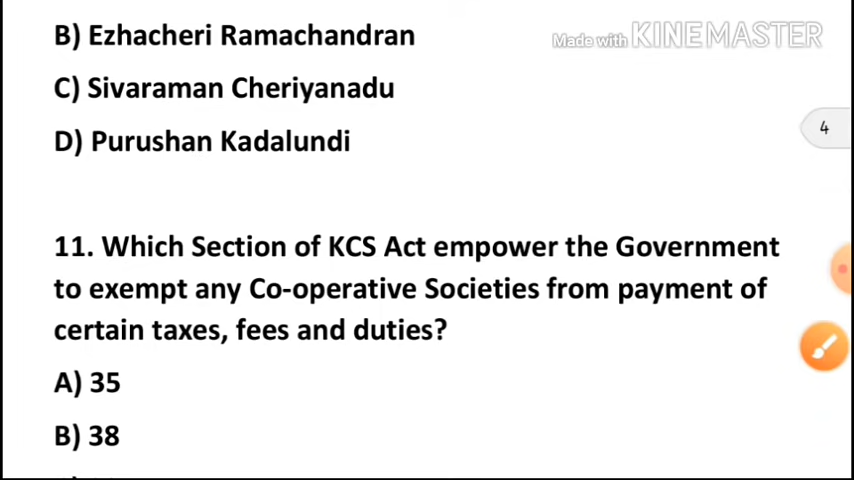 B) Ezhacheri Ramachandran
Made with KINEMASTER
C) Sivaraman Cheriyanadu
4
D) Purushan Kadalundi
11. Which Section of KCS Act empower the Government
to exempt any Co-operative Societies from payment of
certain taxes, fees and duties?
A) 35
B) 38